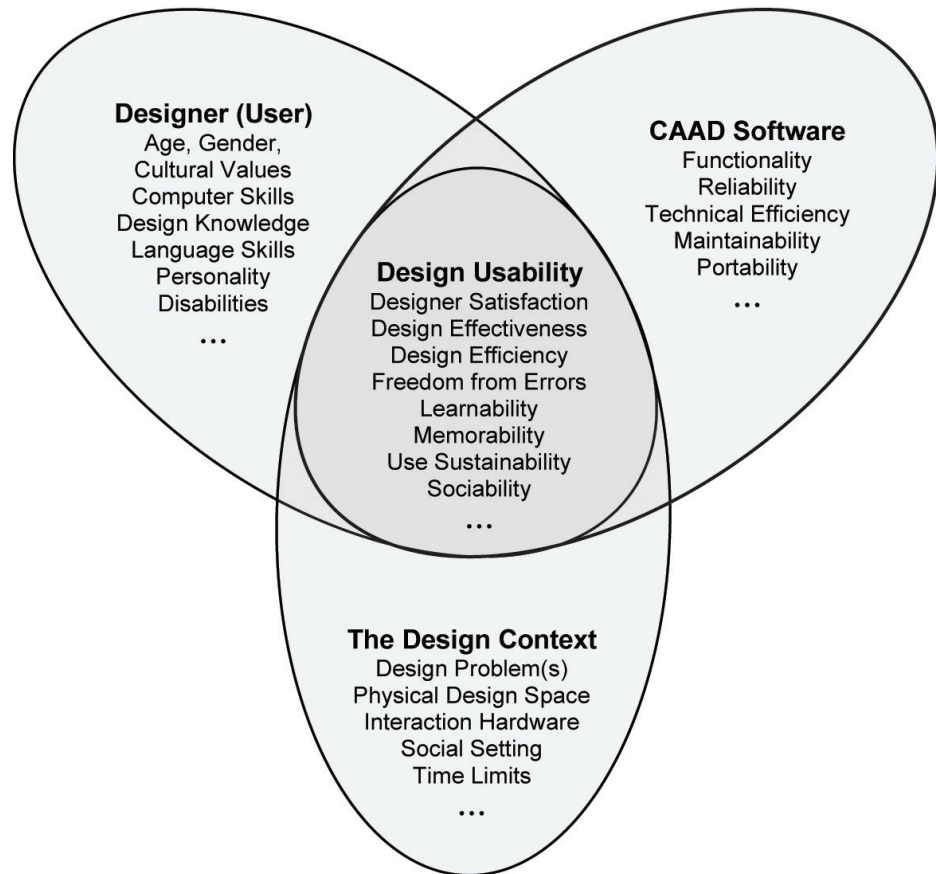 Designer (User)
Age, Gender,
Cultural Values
Computer Skills
Design Knowledge
Language Skills
Personality
Disabilities
...
CAAD Software
Functionality
Reliability
Technical Efficiency
Maintainability
Portability
...
Design Usability
Designer Satisfaction
Design Effectiveness
Design Efficiency
Freedom from Errors
Learnability
Memorability
Use Sustainability
Sociability
...
The Design Context
Design Problem(s)
Physical Design Space
Interaction Hardware
Social Setting
Time Limits
...